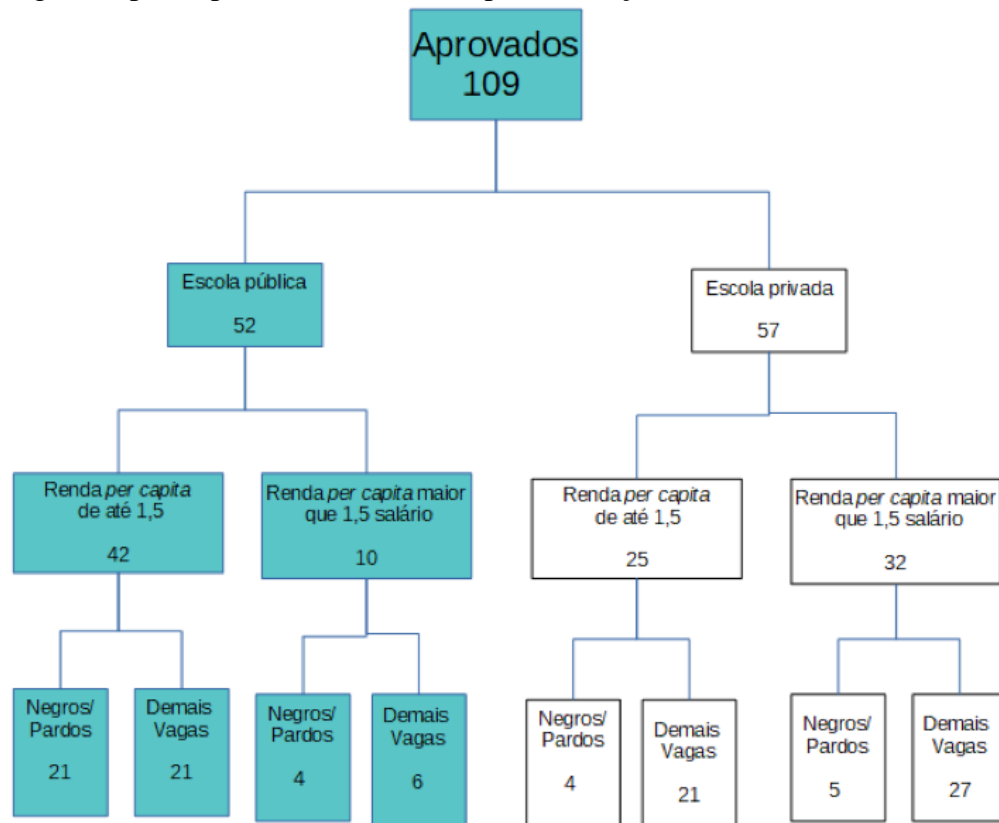 Aprovados
109
Escola pública
52
Escola privada
57
Renda per capita
de até 1,5
42
Renda per capita maior
que 1,5 salário
10
Renda per capita
de até 1,5
25
Renda per capita maior
que 1,5 salário
32
Negros/
Pardos
21
Demais
Vagas
21
Negros/
Pardos
4
Demais
Vagas
6
Negros/
Pardos
4
Demais
Vagas
21
Negros/
Pardos
5
Demais
Vagas
27